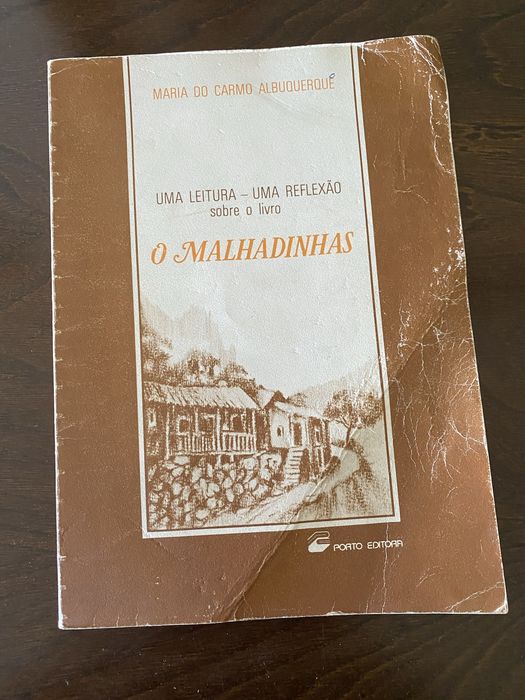 MARIA DO CARMO ALBUQUERQUE
UMA LEITURA – UMA REFLEXÃO
sobre o livro
O MALHADINHAS
PORTO EDITORA